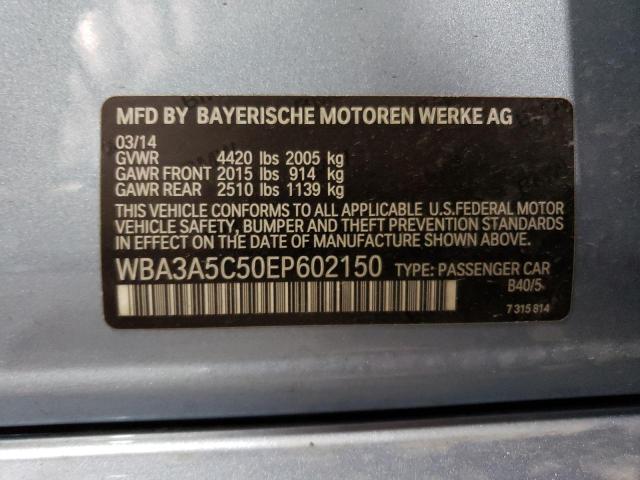 MFD BY BAYERISCHE MOTOREN WERKE AG
03/14
GVWR 4420 lbs 2005 kg
GAWR FRONT 2015 lbs 914 kg
GAWR REAR 2510 lbs 1139 kg
THIS VEHICLE CONFORMS TO ALL APPLICABLE U.S.FEDERAL MOTOR
VEHICLE SAFETY, BUMPER AND THEFT PREVENTION STANDARDS
IN EFFECT ON THE DATE OF MANUFACTURE SHOWN ABOVE.
WBA3A5C50EP602150 TYPE: PASSENGER CAR
B40/5
7 315 814